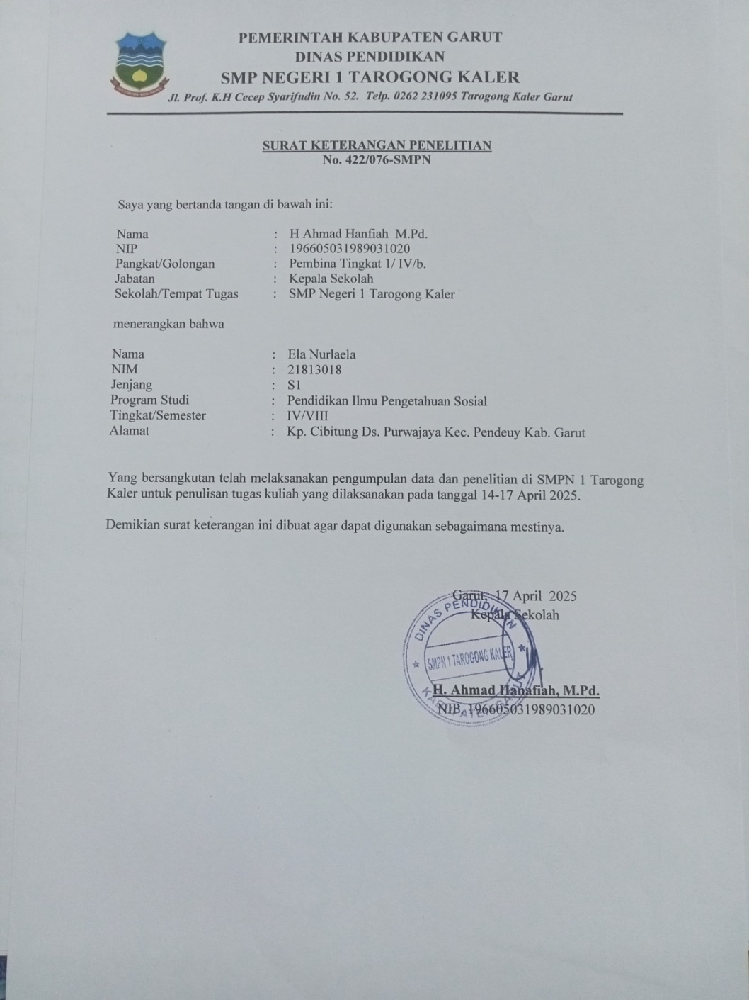 PEMERINTAH KABUPATEN GARUT
DINAS PENDIDIKAN
SMP NEGERI 1 TAROGONG KALER
Jl. Prof. K.H Cecep Syarifudin No. 52. Telp. 0262 231095 Tarogong Kaler Garut
SURAT KETERANGAN PENELITIAN
No. 422/076-SMPN
Saya yang bertanda tangan di bawah ini:
Nama : H Ahmad Hanfiah M.Pd.
NIP : 196605031989031020
Pangkat/Golongan : Pembina Tingkat 1/ IV/b.
Jabatan : Kepala Sekolah
Sekolah/Tempat Tugas : SMP Negeri 1 Tarogong Kaler
menerangkan bahwa
Nama : Ela Nurlaela
NIM : 21813018
Jenjang : S1
Program Studi : Pendidikan Ilmu Pengetahuan Sosial
Tingkat/Semester : IV/VIII
Alamat : Kp. Cibitung Ds. Purwajaya Kec. Pendeuy Kab. Garut
Yang bersangkutan telah melaksanakan pengumpulan data dan penelitian di SMPN 1 Tarogong
Kaler untuk penulisan tugas kuliah yang dilaksanakan pada tanggal 14-17 April 2025.
Demikian surat keterangan ini dibuat agar dapat digunakan sebagaimana mestinya.
Garut, 17 April 2025
Kepala Sekolah
DINAS PENDIDIKAN
SMPN 1 TAROGONG KALER
KABUPATEN GARUT
H. Ahmad Hanafiah, M.Pd.
NIP. 196605031989031020